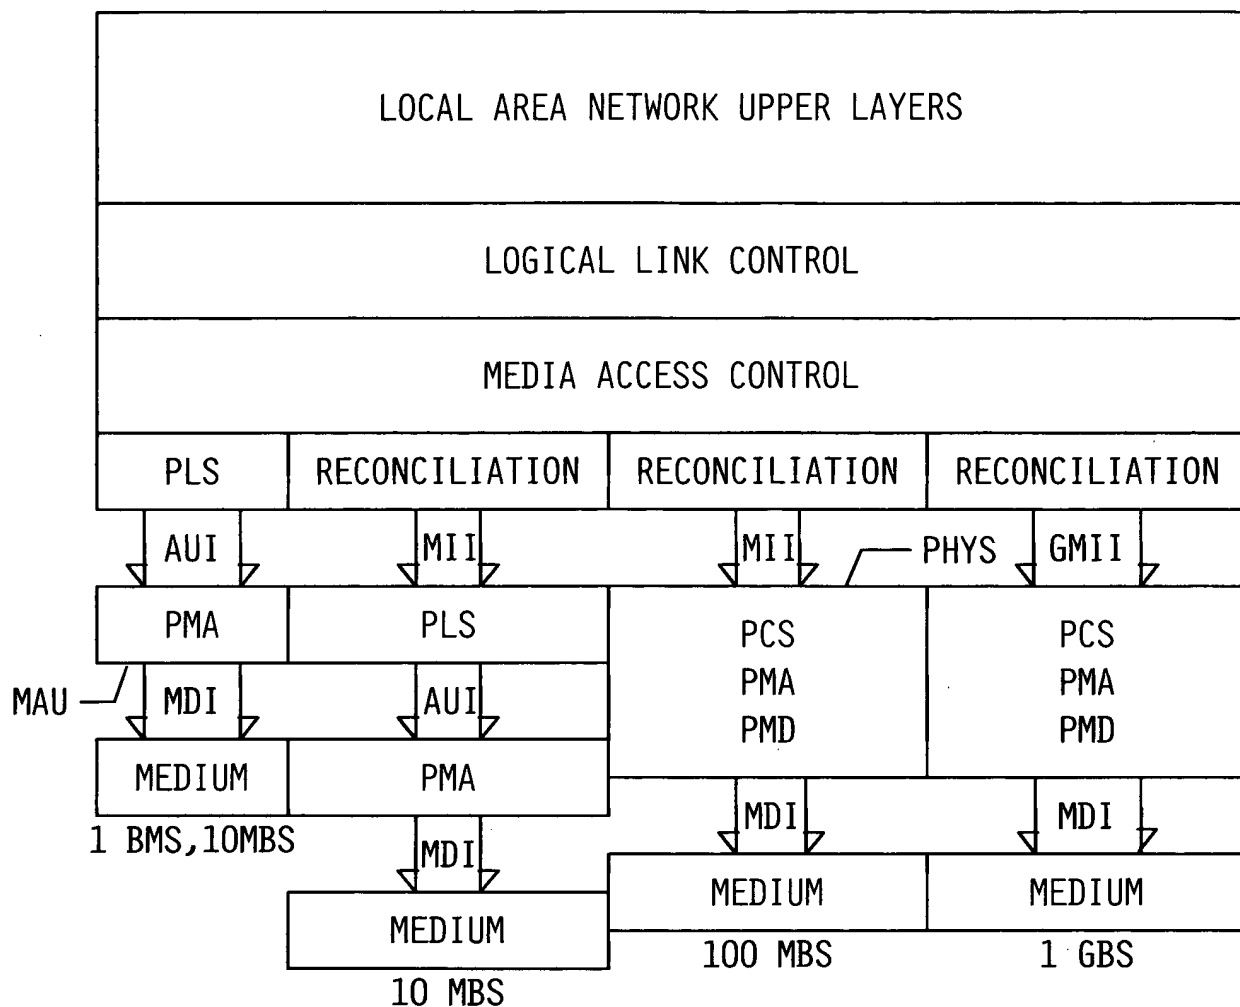 LOCAL AREA NETWORK UPPER LAYERS
LOGICAL LINK CONTROL
MEDIA ACCESS CONTROL
PLS RECONCILIATION RECONCILIATION RECONCILIATION
AUI MII MII PHYS GMII
PMA PLS PCS PCS
PMA PMA
MAU MDI AUI PMD PMD
MEDIUM PMA
1 BMS,10MBS MDI MDI MDI
MEDIUM MEDIUM MEDIUM
100 MBS 1 GBS
10 MBS